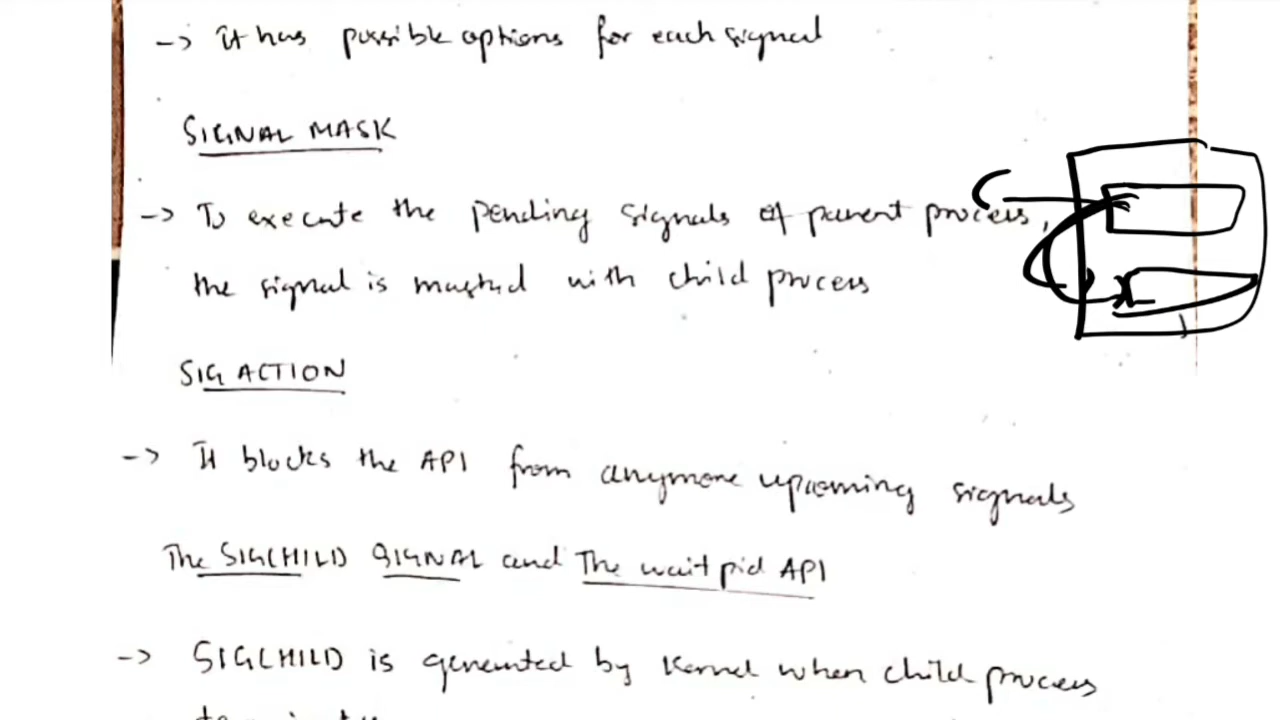 -> It has possible options for each signal
SIGNAL MASK
-> To execute the pending signals of parent process,
the signal is masked with child process
SIG ACTION
-> It blocks the API from anymore upcoming signals
The SIGCHILD SIGNAL and The waitpid API
-> SIGCHILD is generated by kernel when child process